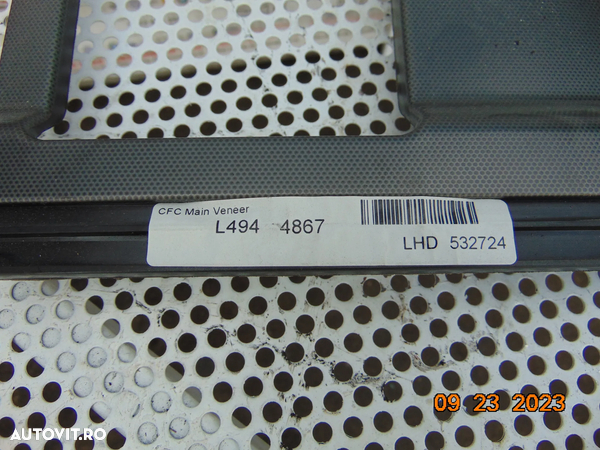 CFC Main Veneer
L494 4867
LHD 532724
09 23 2023
AUTOVIT.RO